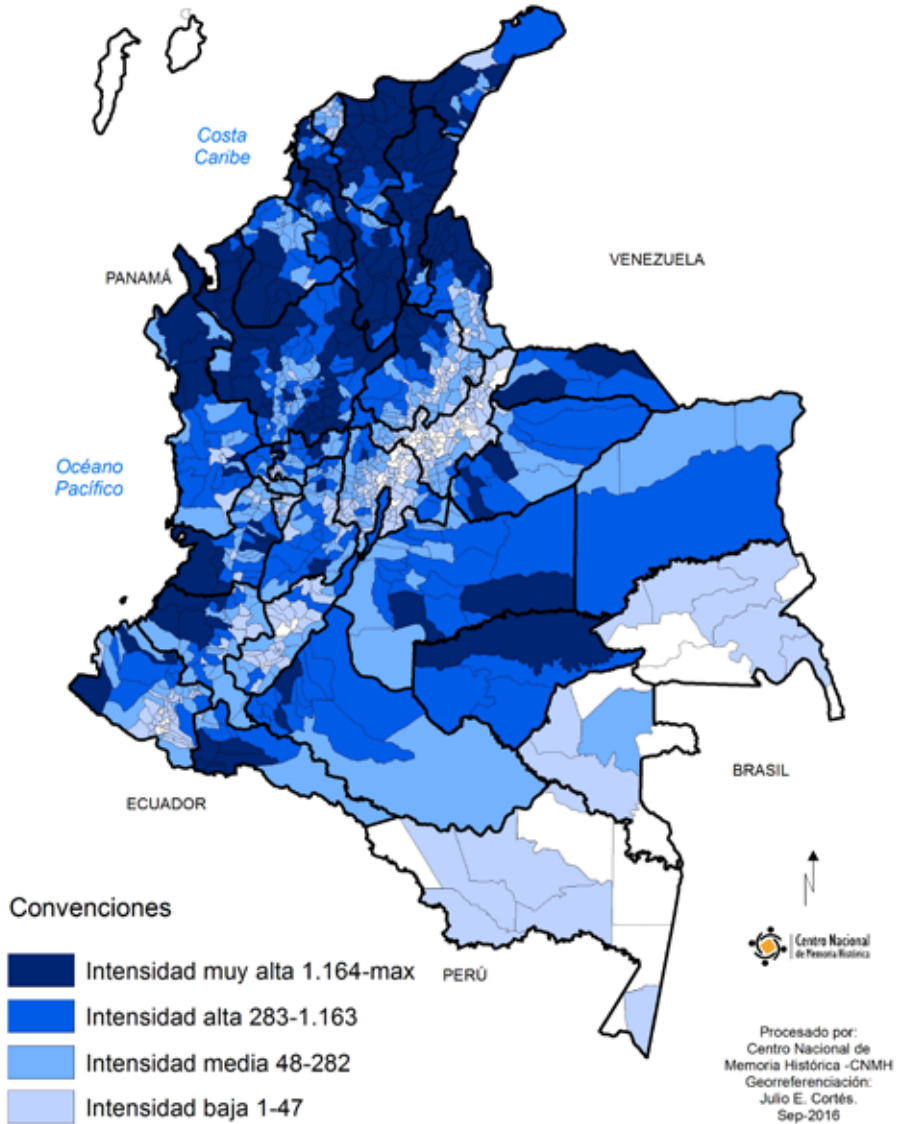 Costa
Caribe
PANAMÁ
VENEZUELA
Océano
Pacífico
ECUADOR
BRASIL
PERÚ
Convenciones
Intensidad muy alta 1.164-max
Intensidad alta 283-1.163
Intensidad media 48-282
Intensidad baja 1-47
N
Centro Nacional
de Memoria Histórica
Procesado por:
Centro Nacional de
Memoria Histórica -CNMH
Georreferenciación:
Julio E. Cortés.
Sep-2016